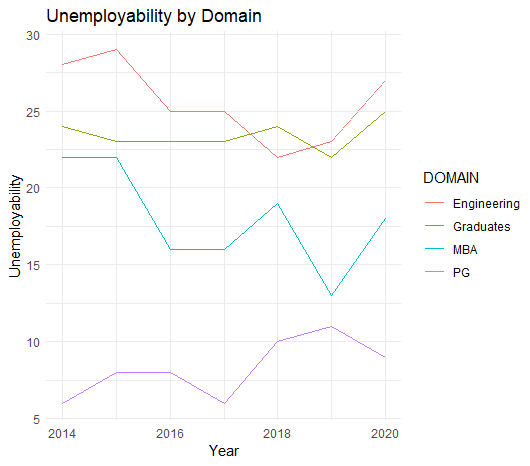 Unemployability by Domain
30
25
20
15
10
5
Unemployability
2014
2016
2018
2020
Year
DOMAIN
Engineering
Graduates
MBA
PG